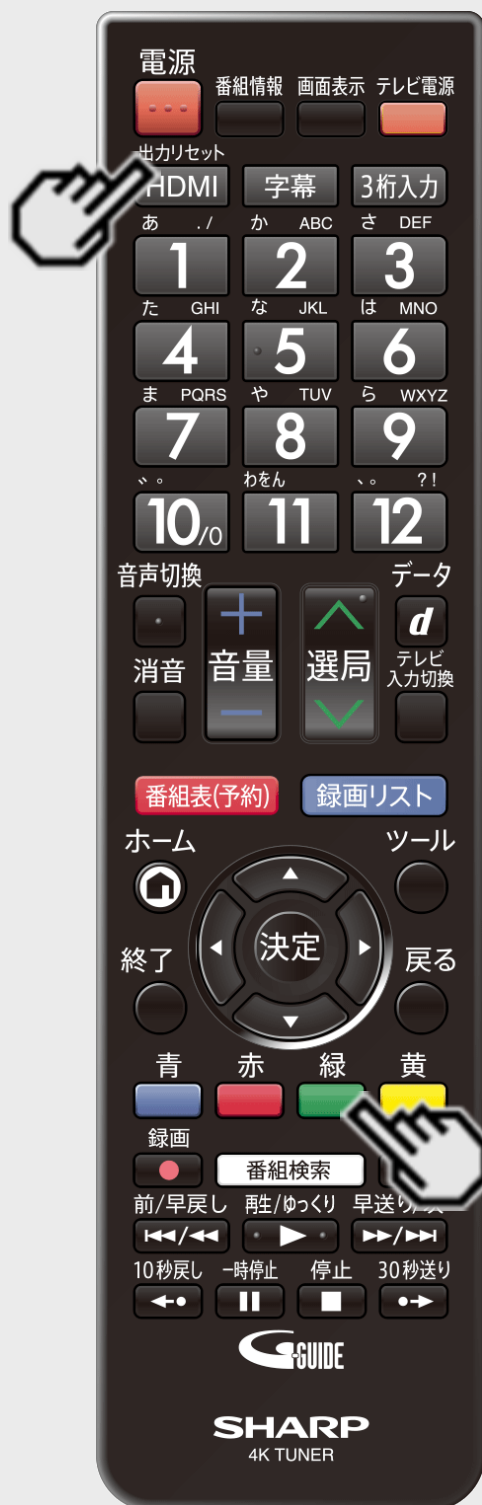 電源
番組情報 画面表示 テレビ電源
出力リセット
HDMI 字幕 3桁入力
あ ./ か ABC さ DEF
1 2 3
た GHI な JKL は MNO
4 5 6
ま PQRS や TUV ら WXYZ
7 8 9
゛゜ わをん 、。 ?!
10/0 11 12
音声切換 データ
+ d
消音 音量 選局 テレビ
入力切換
−
番組表(予約) 録画リスト
ホーム ツール
決定
終了 戻る
青 赤 緑 黄
録画
番組検索
前/早戻し 再生/ゆっくり 早送り/
10秒戻し 一時停止 停止 30秒送り
G-GUIDE
SHARP
4K TUNER